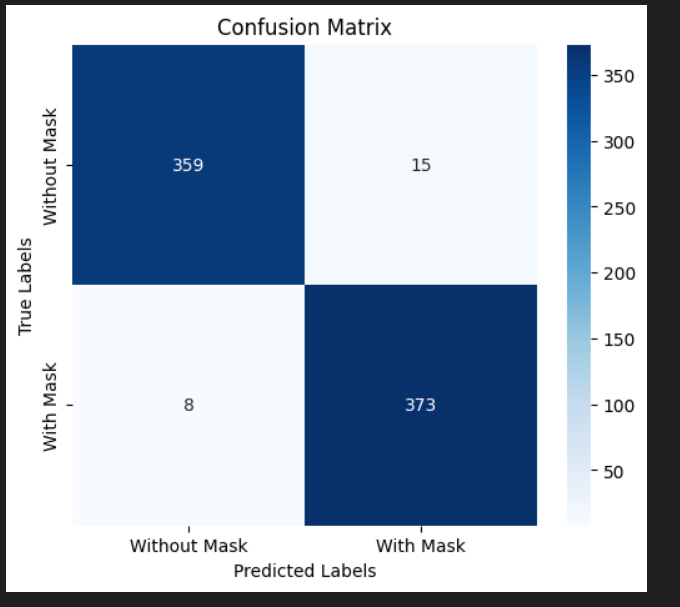 Confusion Matrix
True Labels
Without Mask
With Mask
359
15
8
373
350
300
250
200
150
100
50
Without Mask
With Mask
Predicted Labels